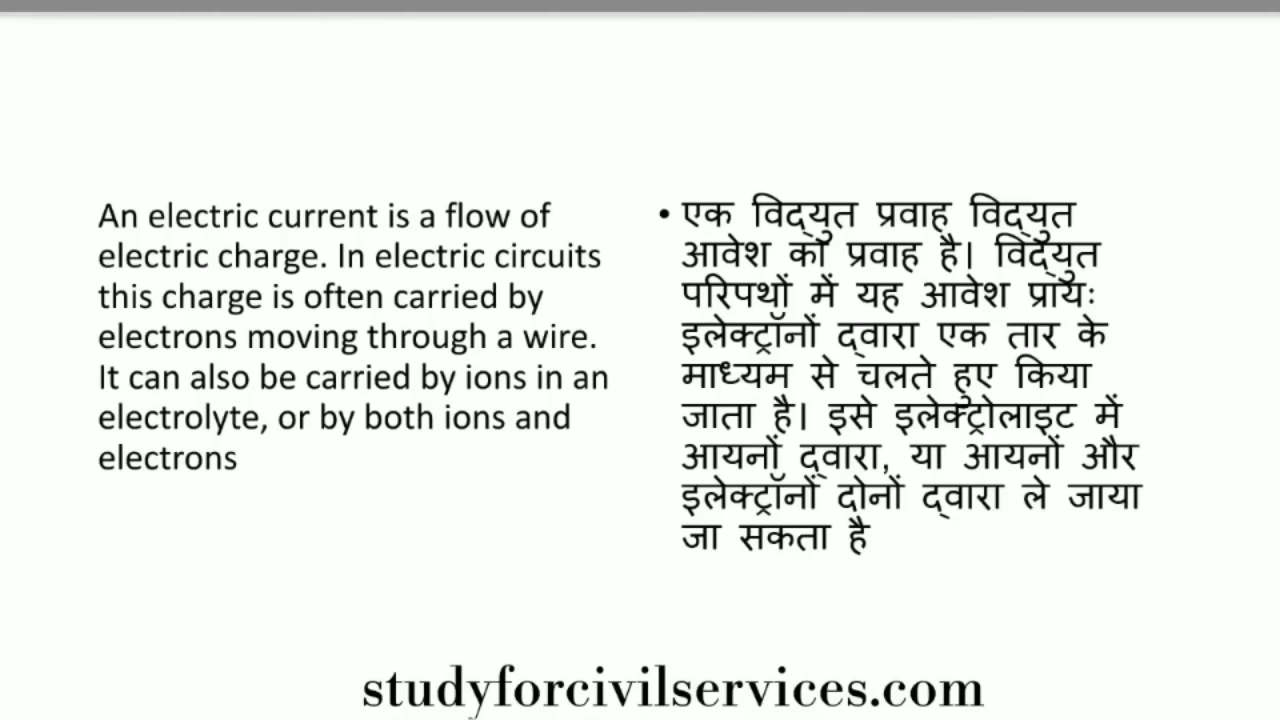 An electric current is a flow of
electric charge. In electric circuits
this charge is often carried by
electrons moving through a wire.
It can also be carried by ions in an
electrolyte, or by both ions and
electrons
• एक विद्युत प्रवाह विद्युत
आवेश का प्रवाह है। विद्युत
परिपथों में यह आवेश प्रायः
इलेक्ट्रॉनों द्वारा एक तार के
माध्यम से चलते हुए किया
जाता है। इसे इलेक्ट्रोलाइट में
आयनों द्वारा, या आयनों और
इलेक्ट्रॉनों दोनों द्वारा ले जाया
जा सकता है
studyforcivilservices.com